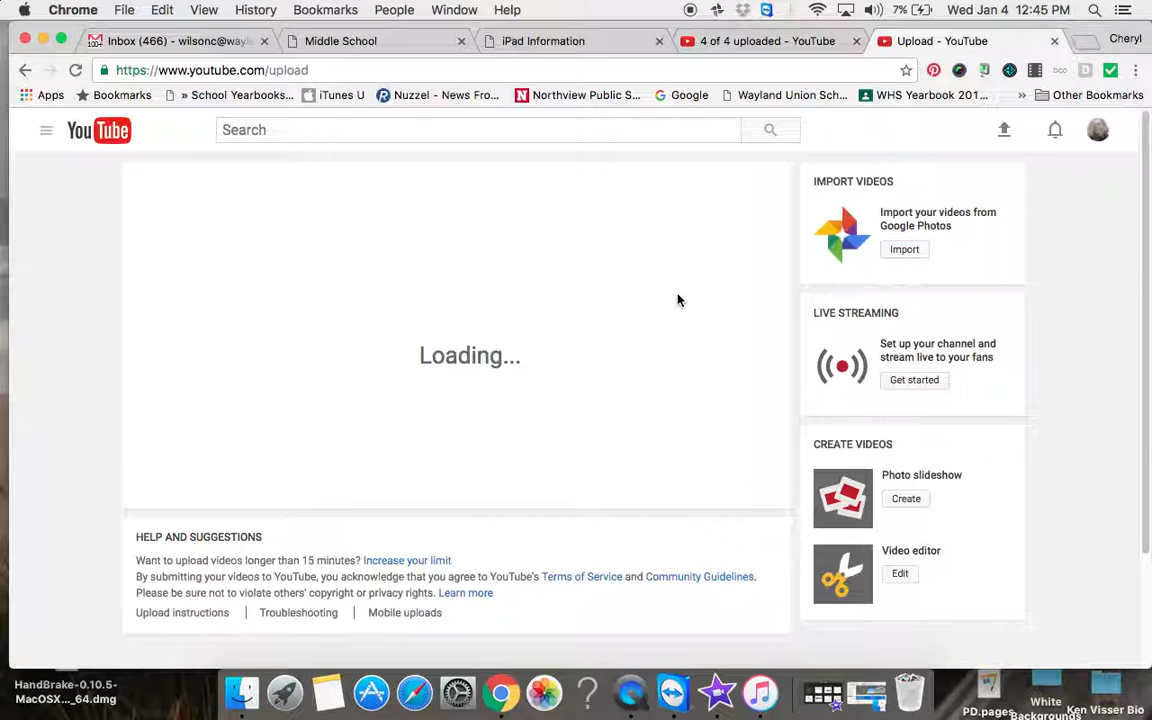 Chrome File Edit View History Bookmarks People Window Help 7% Wed Jan 4 12:45 PM
100+ Inbox (466) - wilsonc@wayl Middle School iPad Information 4 of 4 uploaded - YouTube Upload - YouTube Cheryl
https://www.youtube.com/upload
Apps Bookmarks » School Yearbooks... iTunes U Nuzzel - News Fro... Northview Public S... Google Wayland Union Sch... WHS Yearbook 201... » Other Bookmarks
YouTube Search
IMPORT VIDEOS
Import your videos from
Google Photos
Import
LIVE STREAMING
Set up your channel and
stream live to your fans
Get started
Loading...
CREATE VIDEOS
Photo slideshow
Create
Video editor
Edit
HELP AND SUGGESTIONS
Want to upload videos longer than 15 minutes? Increase your limit
By submitting your videos to YouTube, you acknowledge that you agree to YouTube's Terms of Service and Community Guidelines.
Please be sure not to violate others' copyright or privacy rights. Learn more
Upload instructions | Troubleshooting | Mobile uploads
HandBrake-0.10.5-
MacOSX..._64.dmg
PD.pages
White
Backgrounds
Ken Visser Bio